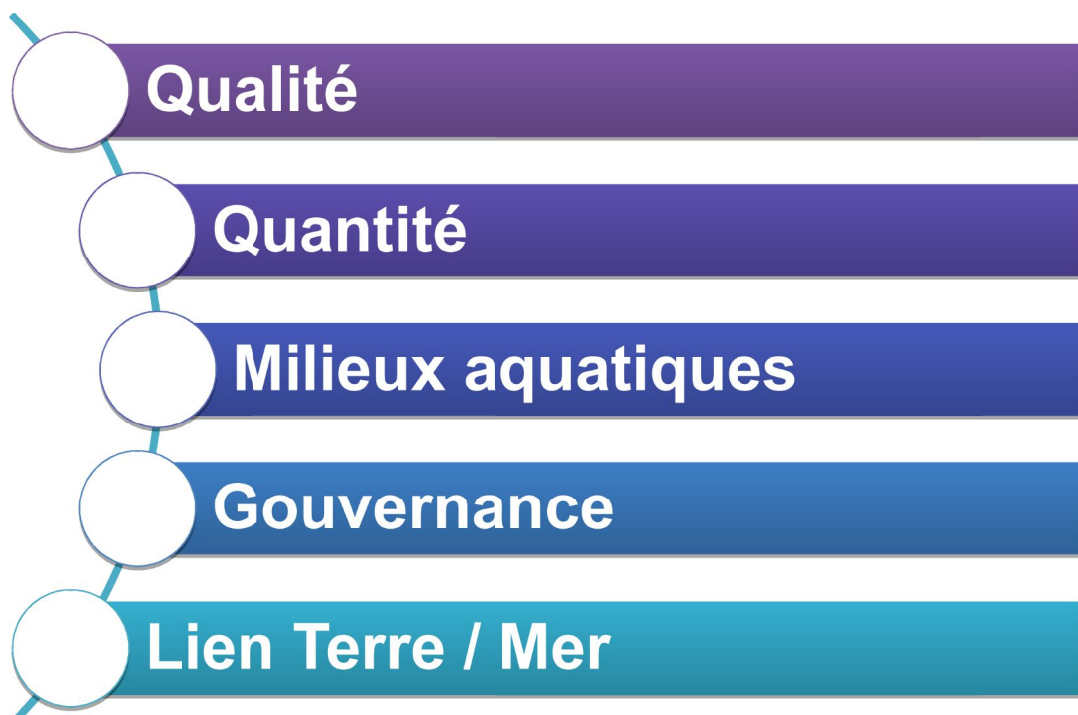 Qualité
Quantité
Milieux aquatiques
Gouvernance
Lien Terre / Mer